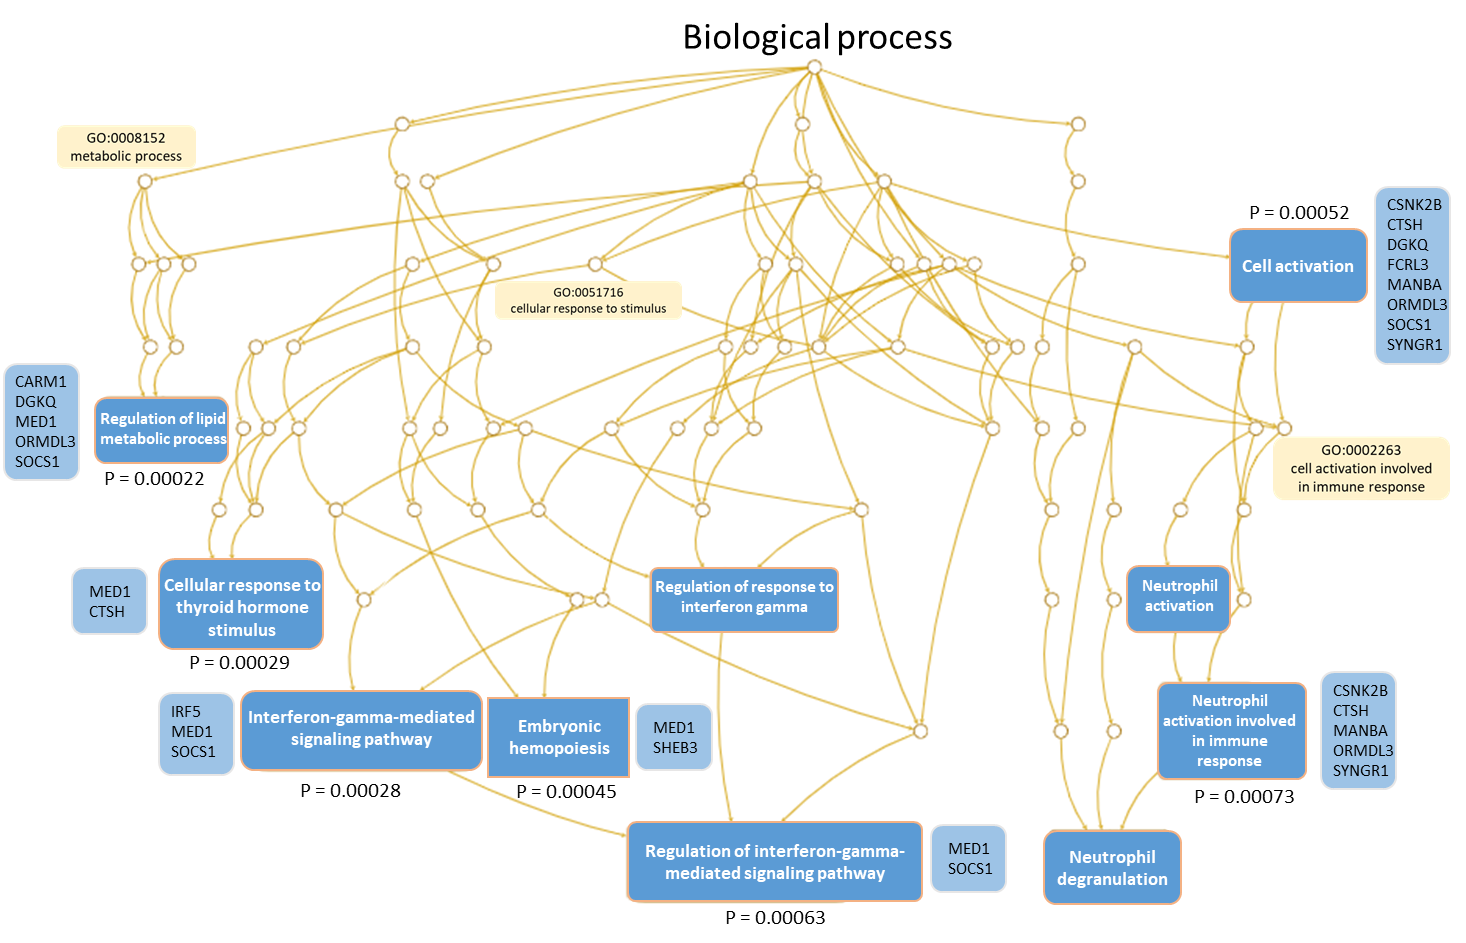 Biological process
GO:0008152
metabolic process
P = 0.00052
Cell activation
CSNK2B
CTSH
DGKQ
FCRL3
MANBA
ORMDL3
SOCS1
SYNGR1
GO:0051716
cellular response to stimulus
CARM1
DGKQ
MED1
ORMDL3
SOCS1
Regulation of lipid
metabolic process
P = 0.00022
GO:0002263
cell activation involved
in immune response
MED1
CTSH
Cellular response to
thyroid hormone
stimulus
P = 0.00029
Regulation of response to
interferon gamma
Neutrophil
activation
IRF5
MED1
SOCS1
Interferon-gamma-mediated
signaling pathway
P = 0.00028
Embryonic
hemopoiesis
P = 0.00045
MED1
SHEB3
Neutrophil
activation involved
in immune
response
P = 0.00073
CSNK2B
CTSH
MANBA
ORMDL3
SYNGR1
Regulation of interferon-gamma-
mediated signaling pathway
P = 0.00063
MED1
SOCS1
Neutrophil
degranulation